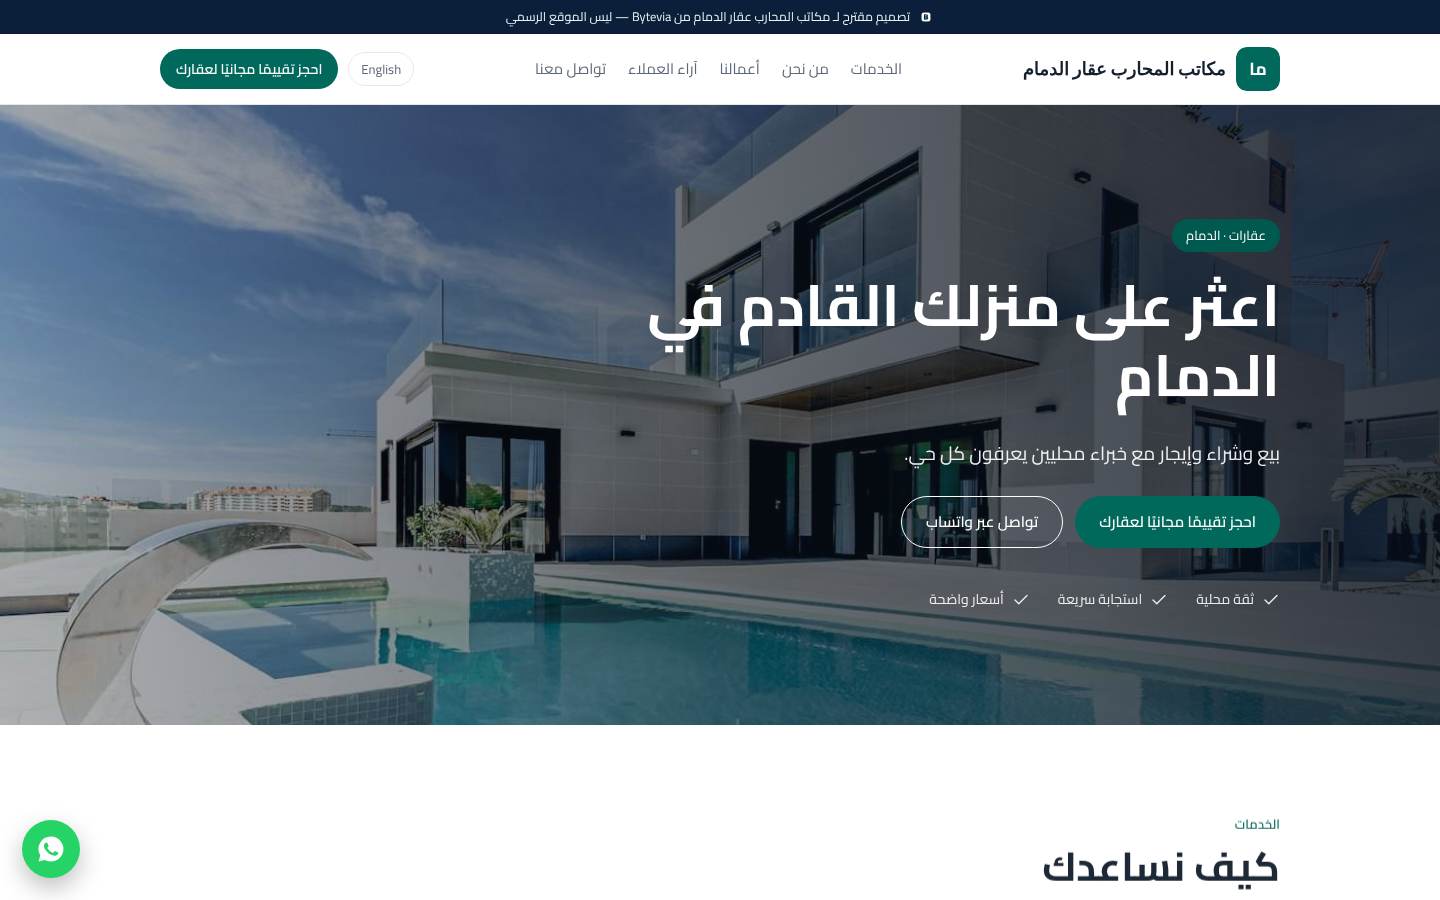 تصميم مقترح لـ مكاتب المحارب عقار الدمام من Bytevia — ليس الموقع الرسمي
ما
مكاتب المحارب عقار الدمام
الخدمات
من نحن
أعمالنا
آراء العملاء
تواصل معنا
English
احجز تقييمًا مجانيًا لعقارك
عقارات · الدمام
اعثر على منزلك القادم في
الدمام
بيع وشراء وإيجار مع خبراء محليين يعرفون كل حي.
احجز تقييمًا مجانيًا لعقارك
تواصل عبر واتساب
ثقة محلية
استجابة سريعة
أسعار واضحة
الخدمات
كيف نساعدك